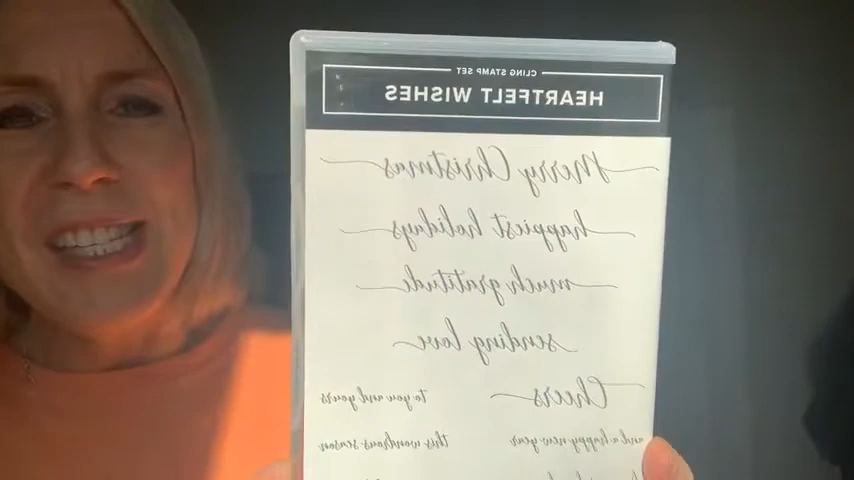 CLING STAMP SET
HEARTFELT WISHES
Merry Christmas
happiest holidays
much gratitude
sending love
Cheers
to you and yours
and a happy new year
this wondrous season